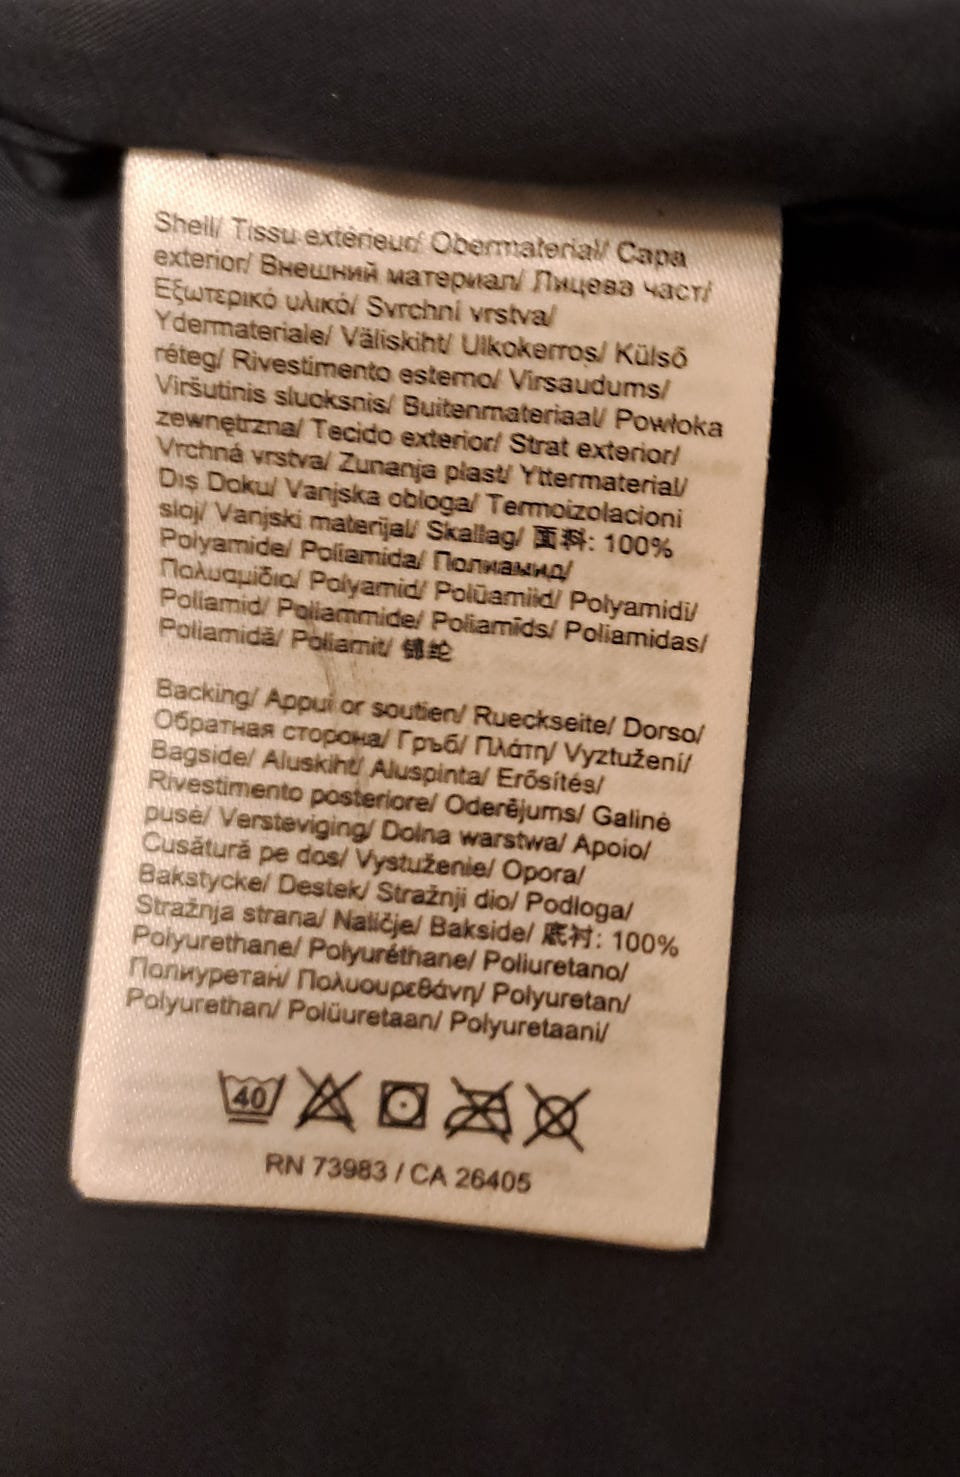 Shell/ Tissu extérieur/ Obermaterial/ Capa
exterior/ Внешний материал/ Лицева част/
Εξωτερικό υλικό/ Svrchní vrstva/
Ydermateriale/ Väliskiht/ Ulkokerros/ Külső
réteg/ Rivestimento esterno/ Virsaudums/
Viršutinis sluoksnis/ Buitenmateriaal/ Powłoka
zewnętrzna/ Tecido exterior/ Strat exterior/
Vrchná vrstva/ Zunanja plast/ Yttermaterial/
Dış Doku/ Vanjska obloga/ Termoizolacioni
sloj/ Vanjski materijal/ Skallag/ 面料: 100%
Polyamide/ Poliamida/ Полиамид/
Πολυαμίδιο/ Polyamid/ Polüamiid/ Polyamidi/
Poliamid/ Poliammide/ Poliamīds/ Poliamidas/
Poliamidă/ Poliamit/ 锦纶
Backing/ Appui or soutien/ Rueckseite/ Dorso/
Обратная сторона/ Гръб/ Πλάτη/ Vyztužení/
Bagside/ Aluskiht/ Aluspinta/ Erősítés/
Rivestimento posteriore/ Oderējums/ Galinė
pusė/ Versteviging/ Dolna warstwa/ Apoio/
Cusătură pe dos/ Vystuženie/ Opora/
Bakstycke/ Destek/ Stražnji dio/ Podloga/
Stražnja strana/ Naličje/ Bakside/ 底衬: 100%
Polyurethane/ Polyuréthane/ Poliuretano/
Полиуретан/ Πολυουρεθάνη/ Polyuretan/
Polyurethan/ Polüuretaan/ Polyuretaani/
40
RN 73983 / CA 26405